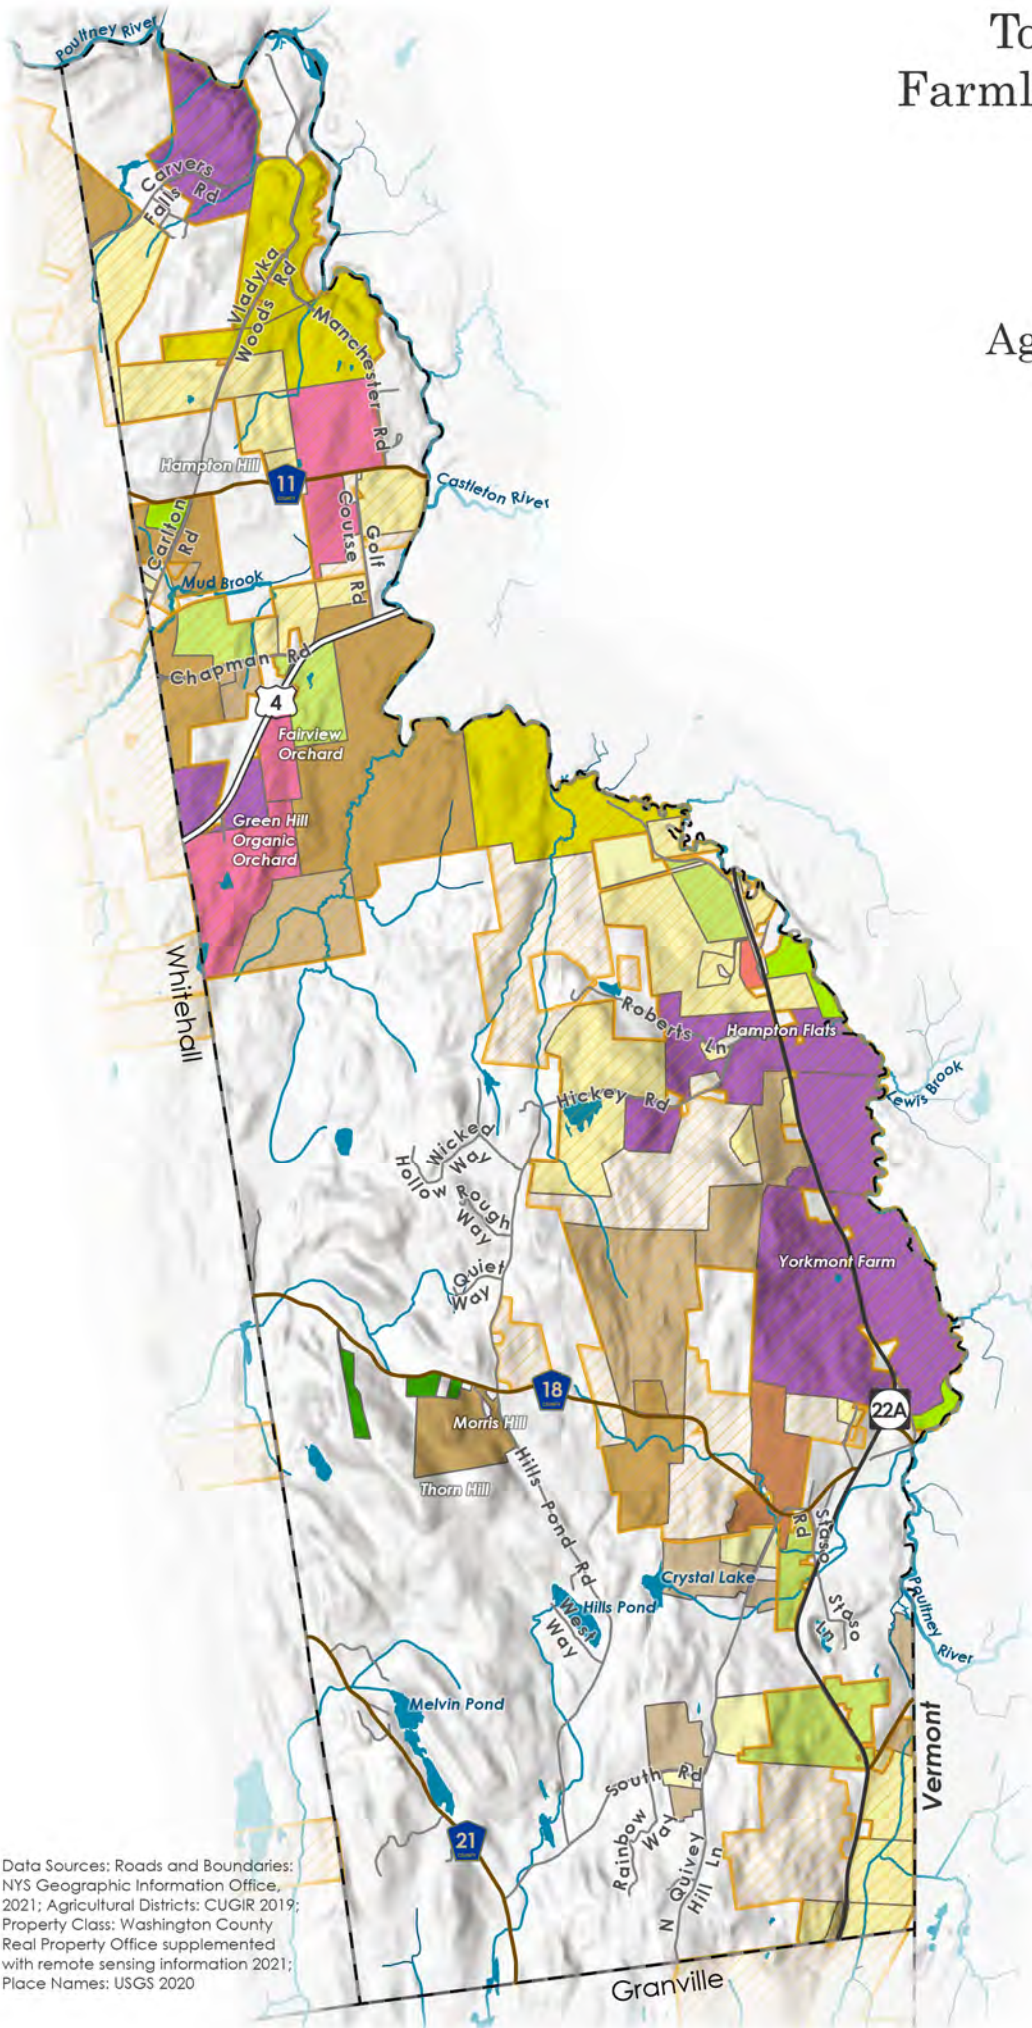 To
Farml
Ag
Poultney River
Carvers
Falls Rd
Vladyka
Woods Rd
Manchester Rd
Hampton Hill
11
COUNTY
Castleton River
Carlton
Rd
Golf
Course Rd
Mud Brook
Chapman Rd
4
Fairview
Orchard
Green Hill
Organic
Orchard
Whitehall
Roberts Ln
Hampton Flats
Hickey Rd
Lewis Brook
Wicked
Way
Hollow
Rough
Way
Quiet
Way
Yorkmont Farm
18
COUNTY
22A
Morris Hill
Thorn Hill
Hills Pond Rd
Staso
Rd
Crystal Lake
Hills Pond
West
Way
Staso
Ln
Poultney
River
Melvin Pond
Vermont
South Rd
Rainbow
Way
N Quivey
Hill Ln
21
COUNTY
Granville
Data Sources: Roads and Boundaries:
NYS Geographic Information Office,
2021; Agricultural Districts: CUGIR 2019;
Property Class: Washington County
Real Property Office supplemented
with remote sensing information 2021;
Place Names: USGS 2020